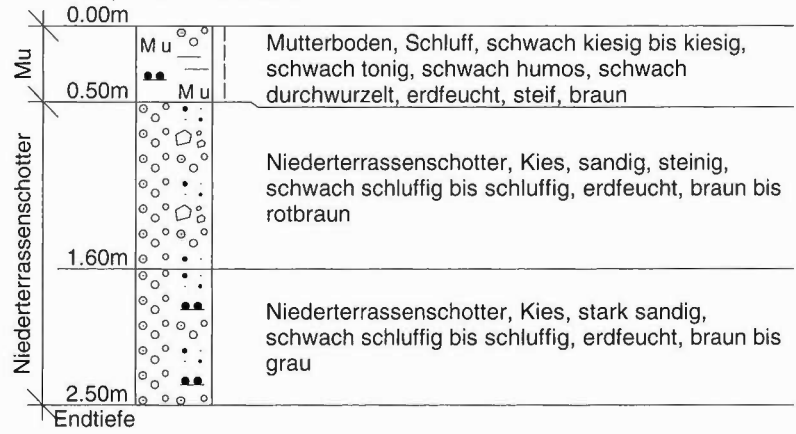 0.00m
Mu
Mu
Mutterboden, Schluff, schwach kiesig bis kiesig,
schwach tonig, schwach humos, schwach
durchwurzelt, erdfeucht, steif, braun
Mu
0.50m
Niederterrassenschotter
Niederterrassenschotter, Kies, sandig, steinig,
schwach schluffig bis schluffig, erdfeucht, braun bis
rotbraun
1.60m
Niederterrassenschotter, Kies, stark sandig,
schwach schluffig bis schluffig, erdfeucht, braun bis
grau
2.50m
Endtiefe